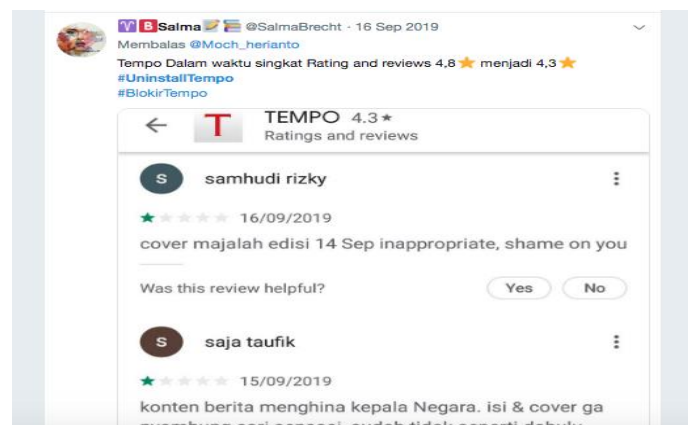 Salma @SalmaBrecht · 16 Sep 2019
Membalas @Moch_herianto
Tempo Dalam waktu singkat Rating and reviews 4,8⭐ menjadi 4,3⭐
#UninstallTempo
#BlokirTempo
T
TEMPO 4.3★
Ratings and reviews
S
samhudi rizky
16/09/2019
cover majalah edisi 14 Sep inappropriate, shame on you
Was this review helpful? Yes No
S
saja taufik
15/09/2019
konten berita menghina kepala Negara. isi & cover ga